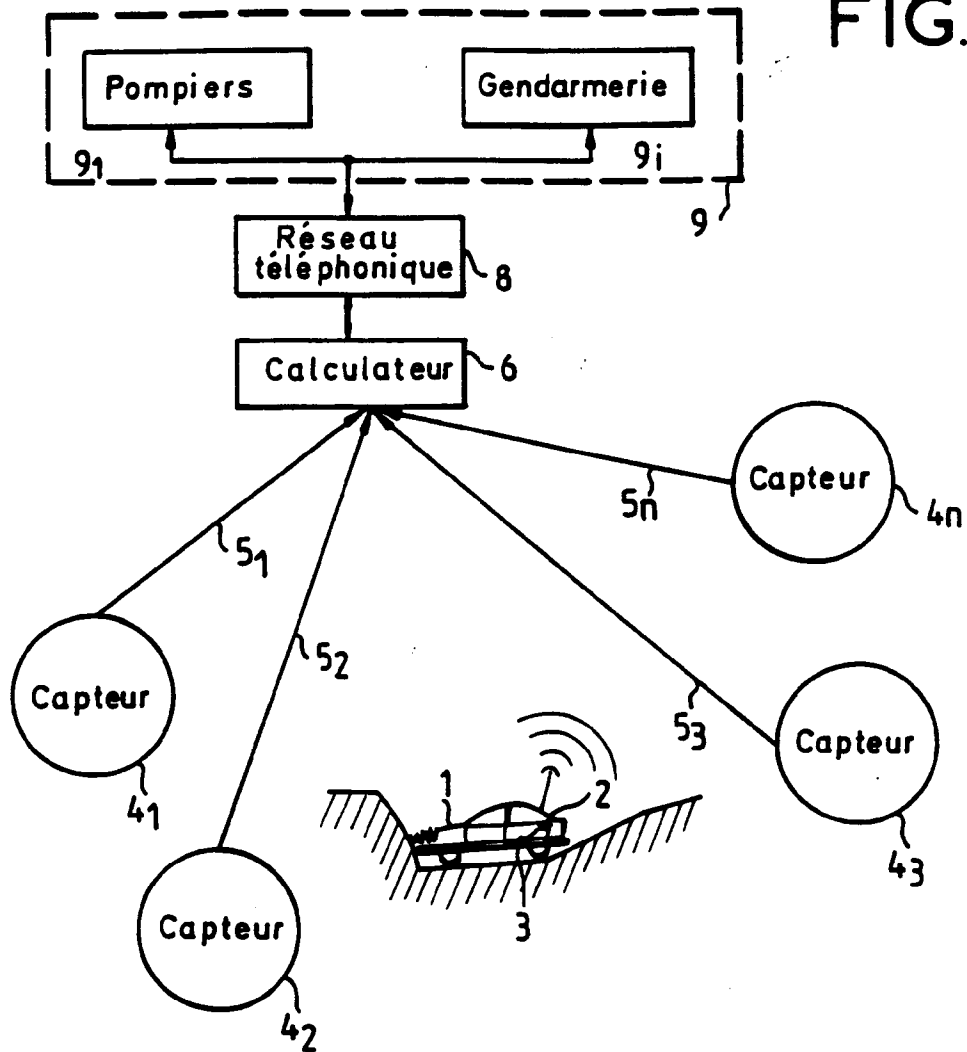 FIG.
Pompiers
Gendarmerie
9₁
9i
9
Réseau
téléphonique
8
Calculateur
6
Capteur
5n
4n
5₁
5₂
Capteur
5₃
Capteur
1
2
4₁
4₃
Capteur
3
4₂